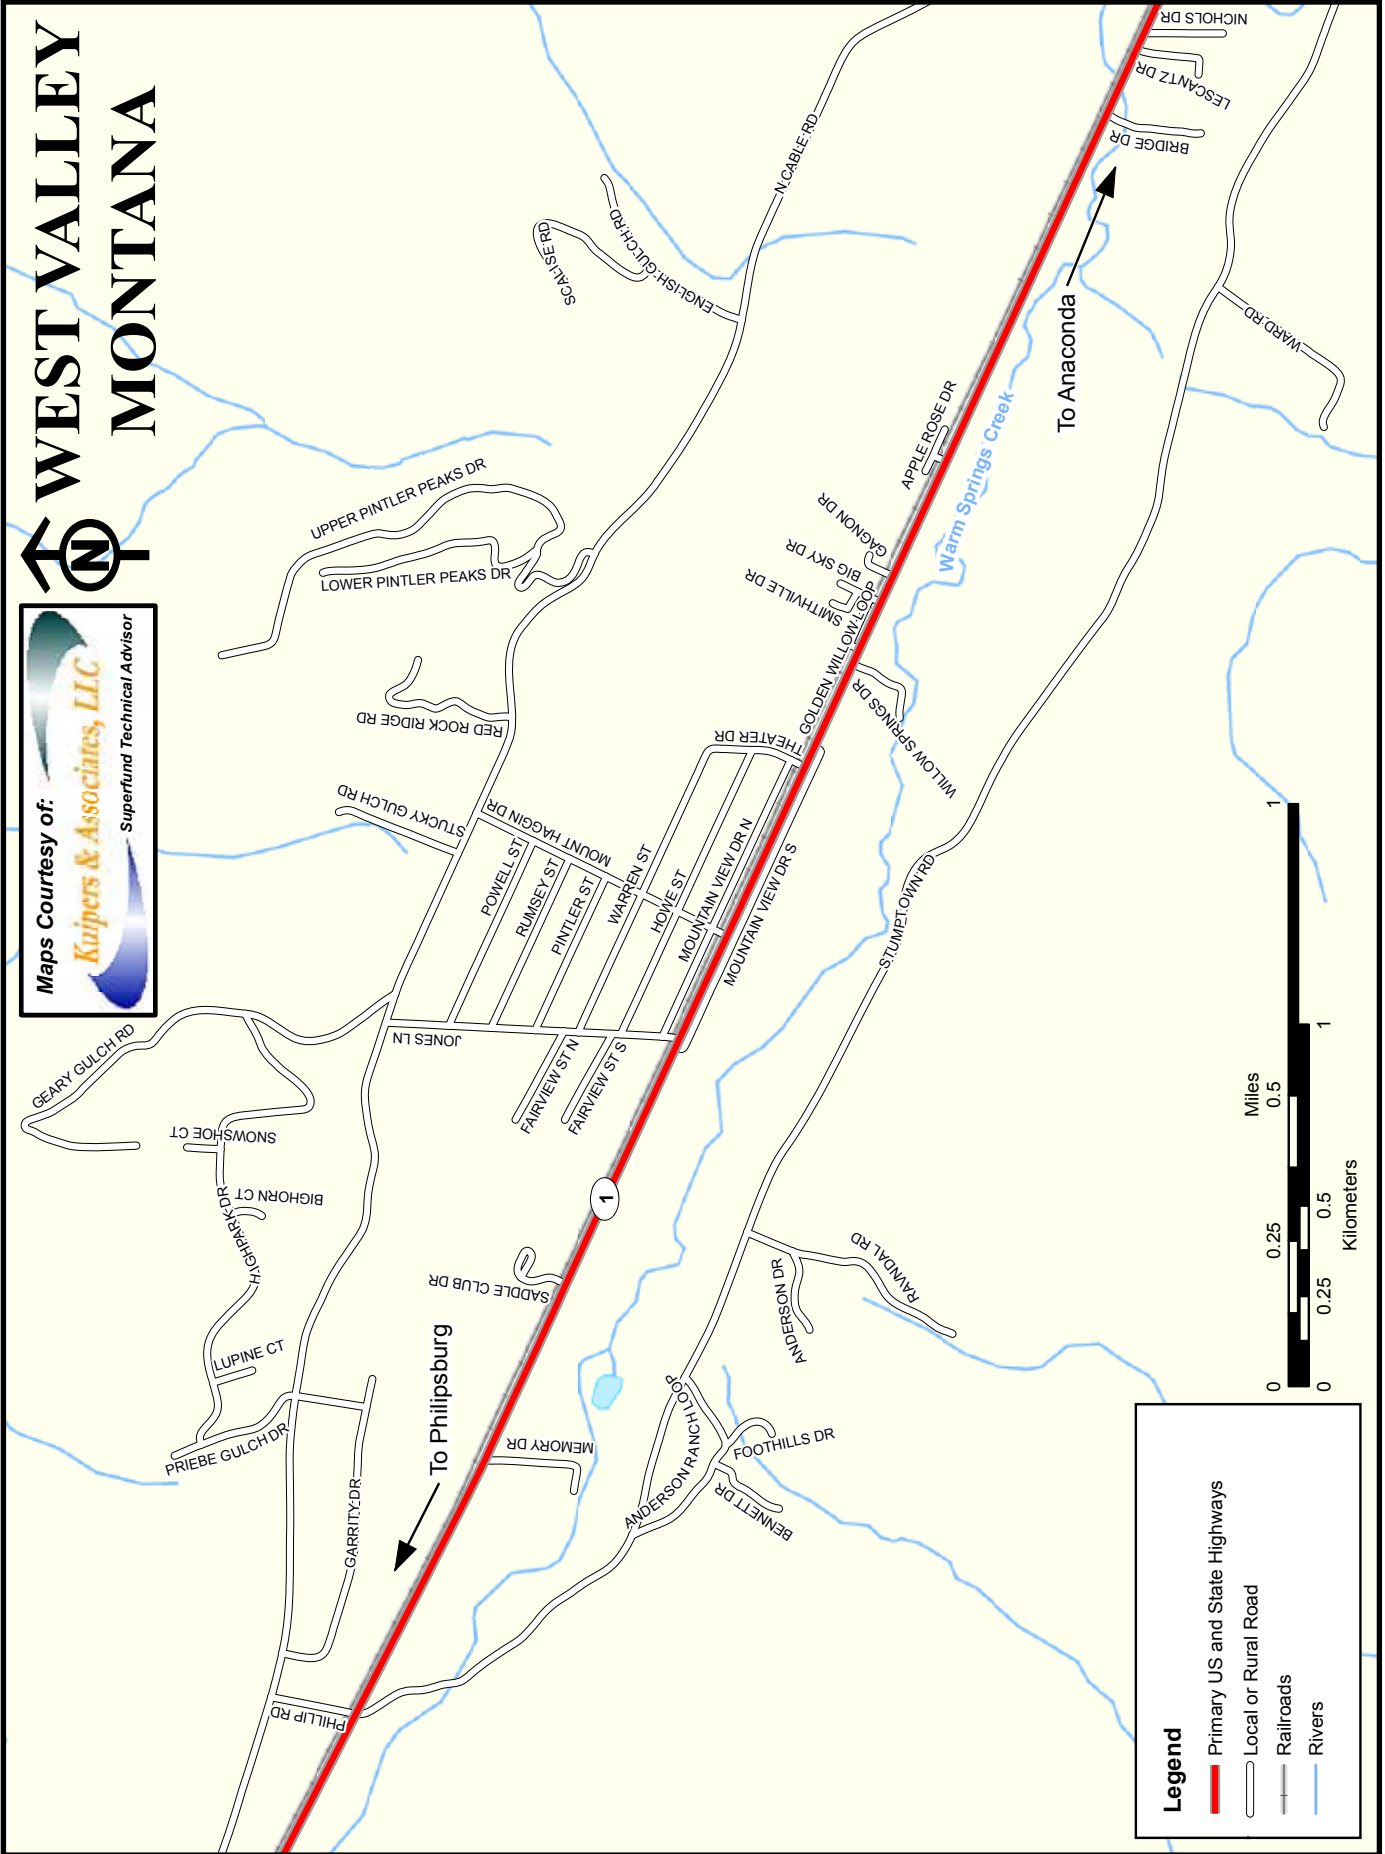 WEST VALLEY
MONTANA
N
Maps Courtesy of:
Kuipers & Associates, LLC
Superfund Technical Advisor
GEARY GULCH RD
SNOWSHOE CT
BIGHORN CT
HIGHPARK DR
LUPINE CT
PRIEBE GULCH DR
GARRITY DR
PHILLIP RD
To Philipsburg
SADDLE CLUB DR
MEMORY DR
1
JONES LN
FAIRVIEW ST N
FAIRVIEW ST S
STUCKY GULCH RD
RED ROCK RIDGE RD
UPPER PINTLER PEAKS DR
LOWER PINTLER PEAKS DR
MOUNT HAGGIN DR
POWELL ST
RUMSEY ST
PINTLER ST
WARREN ST
HOWE ST
MOUNTAIN VIEW DR N
MOUNTAIN VIEW DR S
THEATER DR
GOLDEN WILLOW LOOP
SMITHVILLE DR
BIG SKY DR
GAGNON DR
APPLE ROSE DR
WILLOW SPRINGS DR
Warm Springs Creek
SCALISE RD
ENGLISH GULCH RD
N CABLE RD
To Anaconda
NICHOLS DR
LESCANTZ DR
BRIDGE DR
WARD RD
STUMPTOWN RD
RAVNDAL RD
ANDERSON DR
ANDERSON RANCH LOOP
FOOTHILLS DR
BENNETT DR
Legend
Primary US and State Highways
Local or Rural Road
Railroads
Rivers
Miles
0 0.25 0.5 1
0 0.25 0.5 1
Kilometers